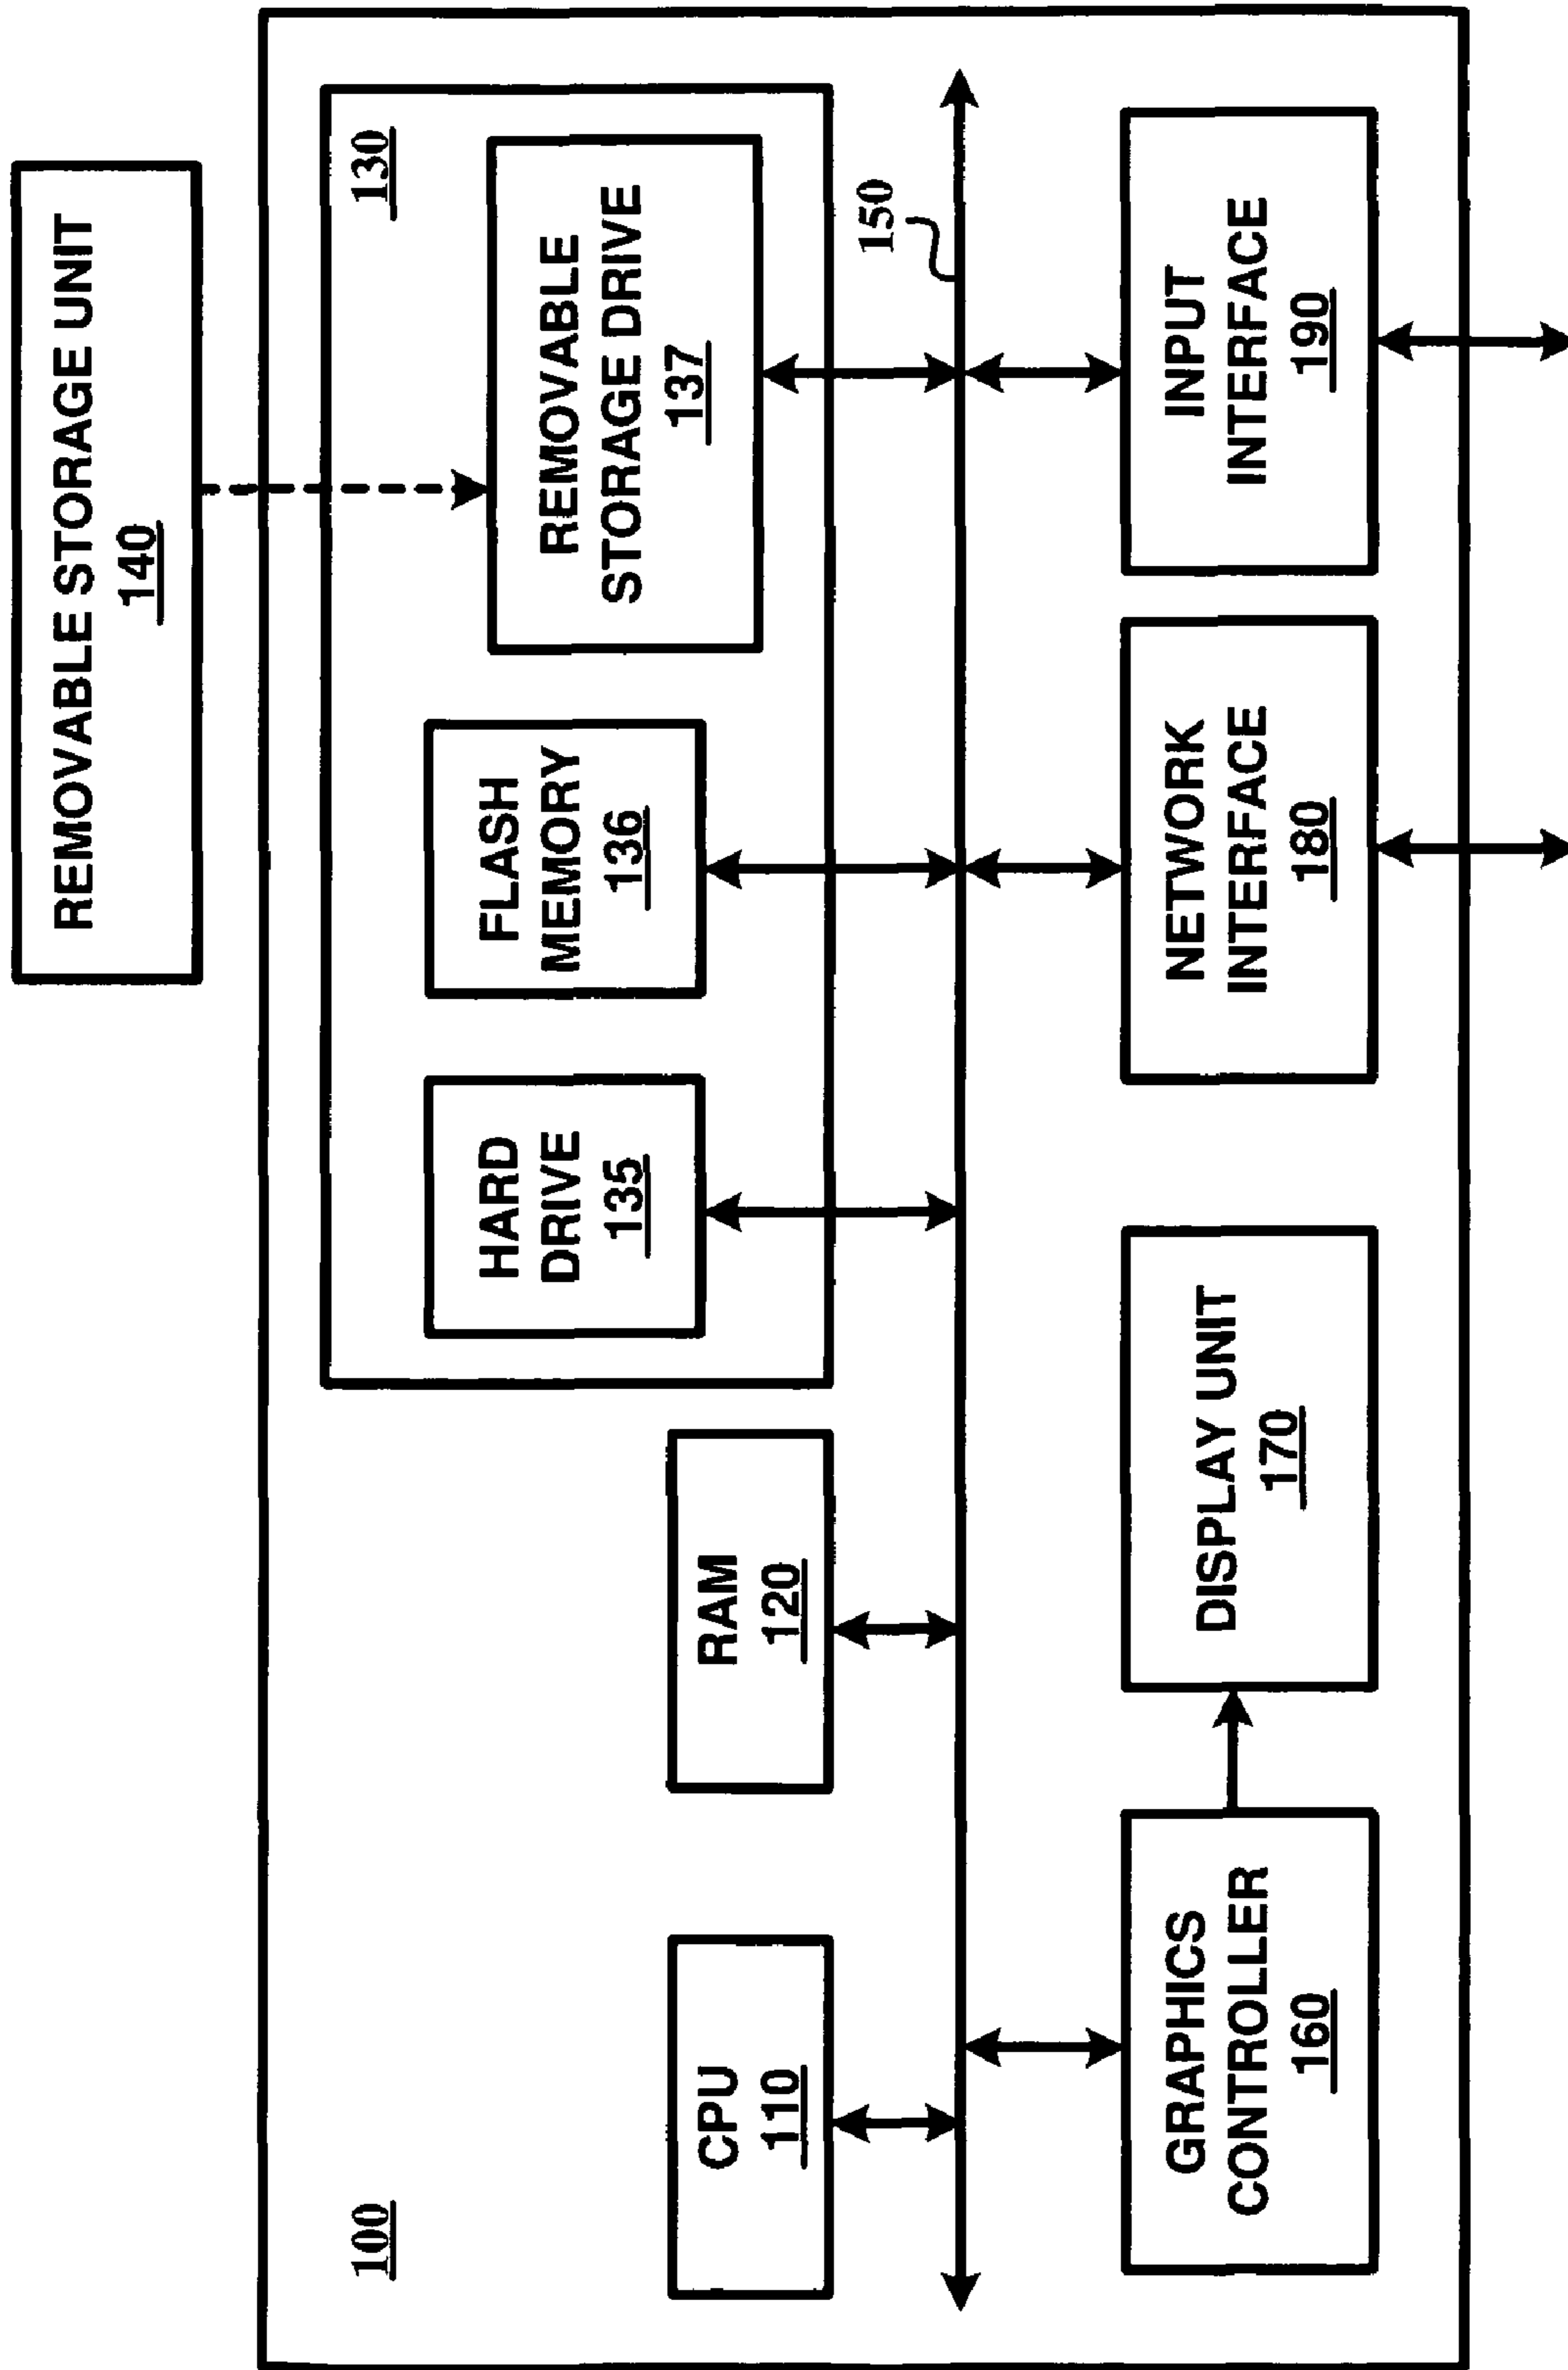 REMOVABLE STORAGE UNIT
140
100
130
CPU
110
RAM
120
HARD
DRIVE
135
FLASH
MEMORY
136
REMOVABLE
STORAGE DRIVE
137
150
GRAPHICS
CONTROLLER
160
DISPLAY UNIT
170
NETWORK
INTERFACE
180
INPUT
INTERFACE
190